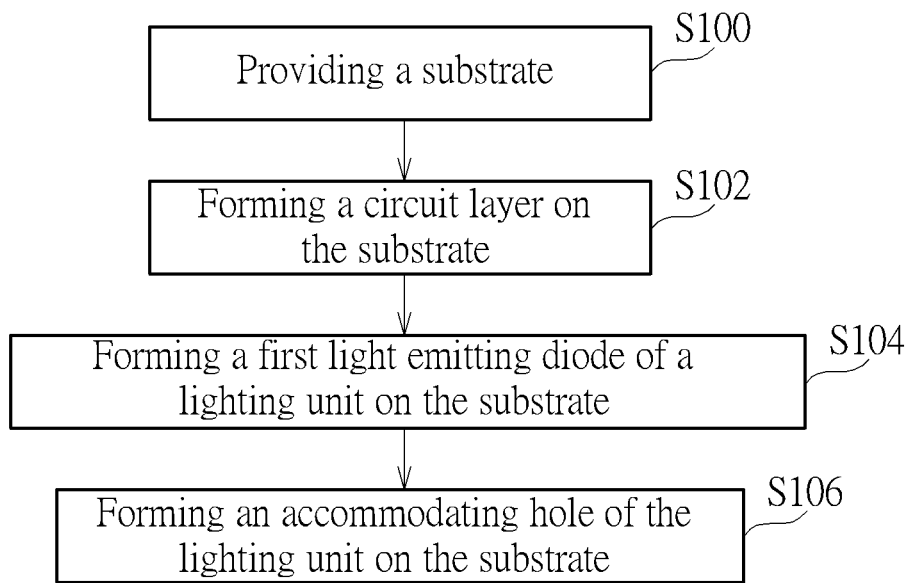 S100
Providing a substrate
S102
Forming a circuit layer on
the substrate
S104
Forming a first light emitting diode of a
lighting unit on the substrate
S106
Forming an accommodating hole of the
lighting unit on the substrate